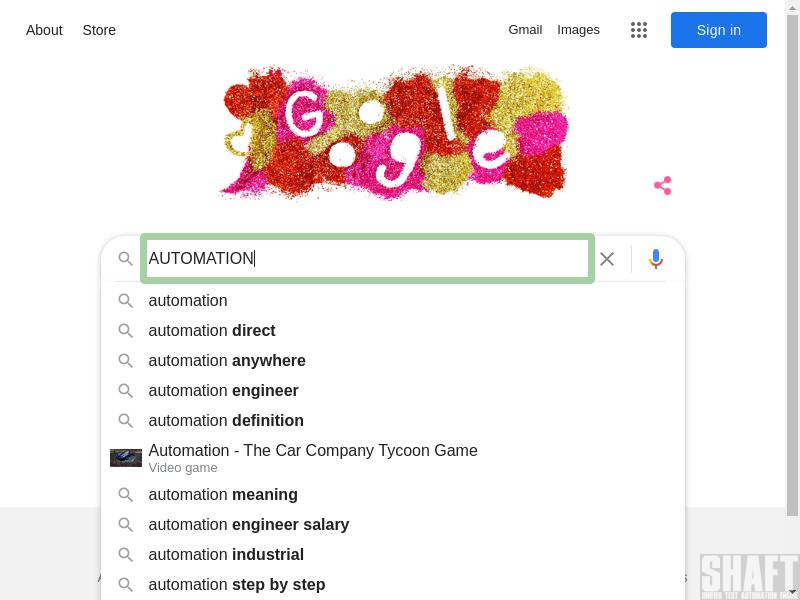 About Store Gmail Images Sign in
Google
AUTOMATION
automation
automation direct
automation anywhere
automation engineer
automation definition
Automation - The Car Company Tycoon Game
Video game
automation meaning
automation engineer salary
automation industrial
automation step by step
SHAFT